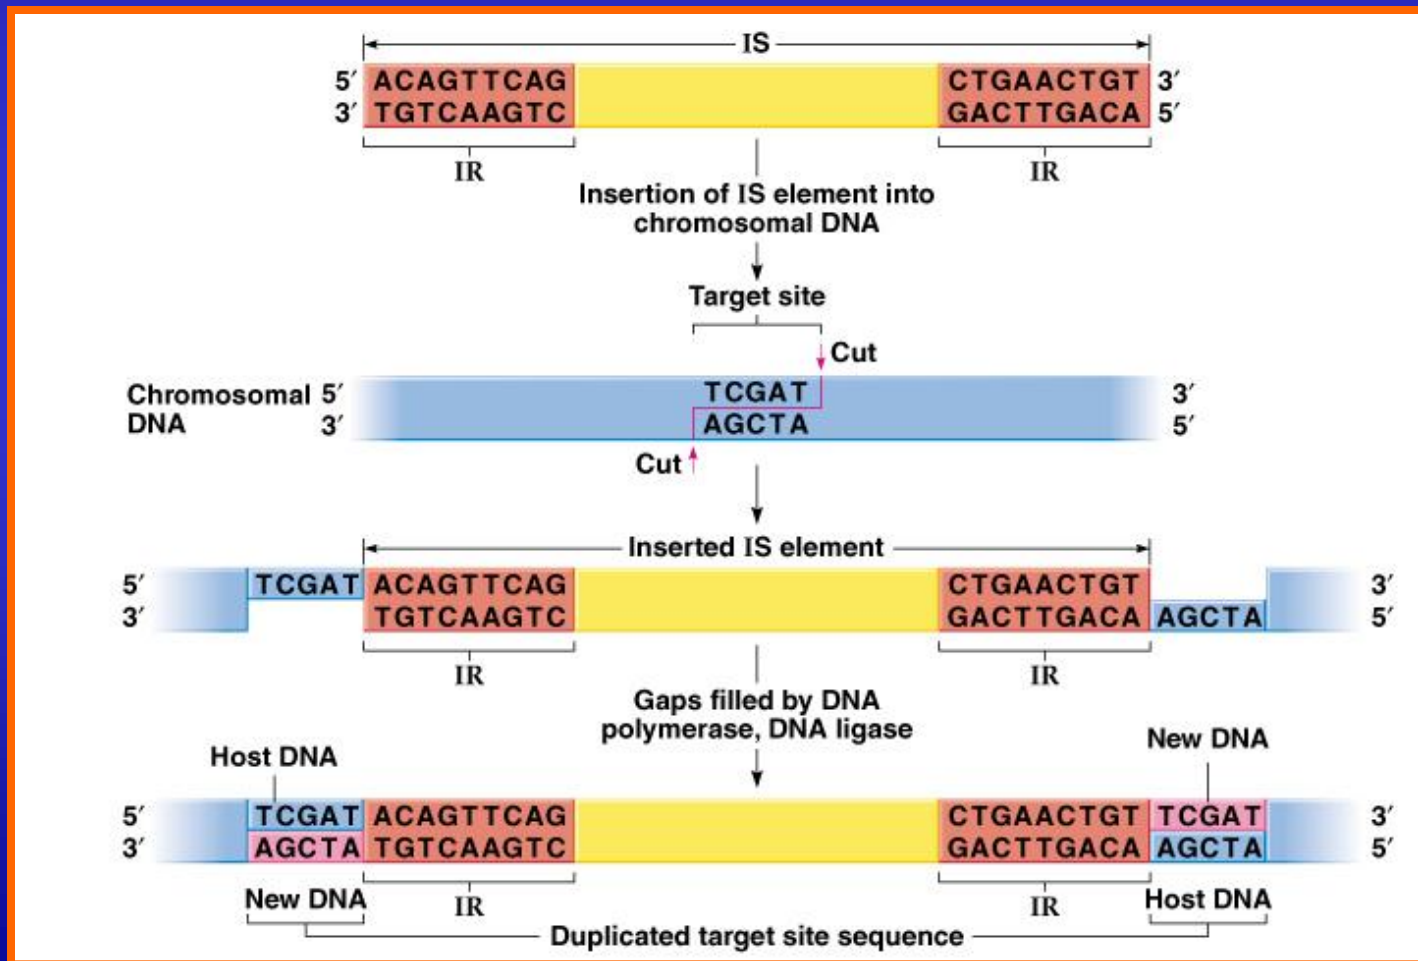 IS
5′ ACAGTTCAG CTGAACTGT 3′
3′ TGTCAAGTC GACTTGACA 5′
IR IR
Insertion of IS element into
chromosomal DNA
Target site
Cut
Chromosomal 5′ TCGAT 3′
DNA 3′ AGCTA 5′
Cut
Inserted IS element
5′ TCGAT ACAGTTCAG CTGAACTGT 3′
3′ TGTCAAGTC GACTTGACA AGCTA 5′
IR IR
Gaps filled by DNA
polymerase, DNA ligase
Host DNA New DNA
5′ TCGAT ACAGTTCAG CTGAACTGT TCGAT 3′
3′ AGCTA TGTCAAGTC GACTTGACA AGCTA 5′
New DNA IR IR Host DNA
Duplicated target site sequence